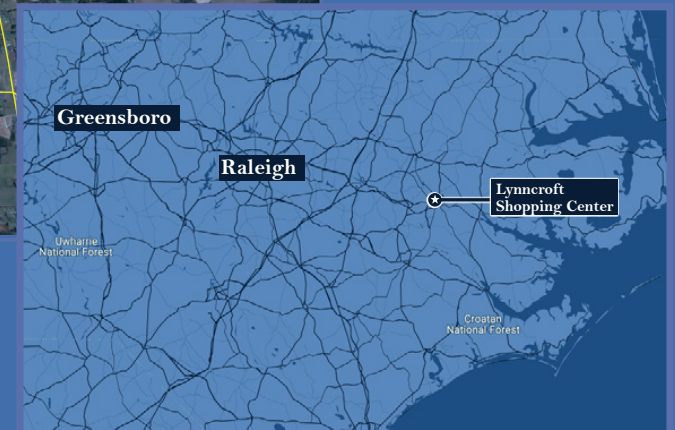 Greensboro
Raleigh
Lynncroft
Shopping Center
Uwharrie
National Forest
Croatan
National Forest